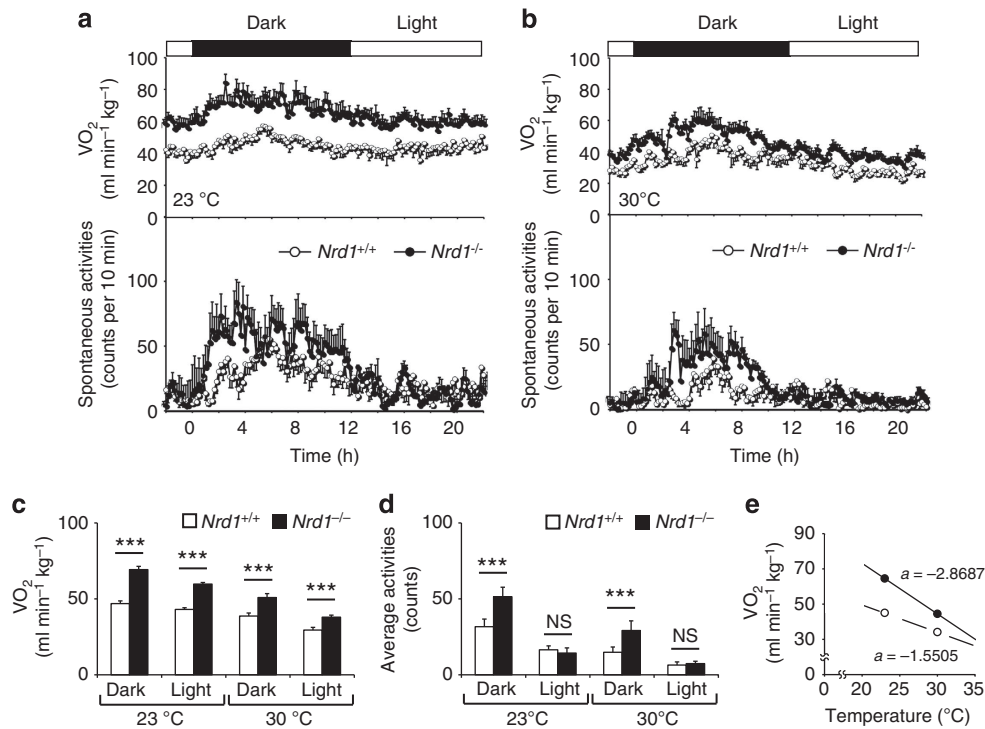 a
Dark Light
100
80
60
40
20
0
VO2
(ml min−1 kg−1)
23 °C
Nrd1+/+ Nrd1-/-
100
50
0
Spontaneous activities
(counts per 10 min)
0 4 8 12 16 20
Time (h)
b
Dark Light
100
80
60
40
20
0
VO2
(ml min−1 kg−1)
30°C
Nrd1+/+ Nrd1-/-
100
50
0
Spontaneous activities
(counts per 10 min)
0 4 8 12 16 20
Time (h)
c
Nrd1+/+ Nrd1−/−
100
50
0
VO2
(ml min−1 kg−1)
*** *** *** ***
Dark Light Dark Light
23 °C 30 °C
d
Nrd1+/+ Nrd1−/−
100
50
0
Average activities
(counts)
*** NS *** NS
Dark Light Dark Light
23°C 30°C
e
90
70
50
30
0
VO2
(ml min−1 kg−1)
a = −2.8687
a = −1.5505
0 20 25 30 35
Temperature (°C)